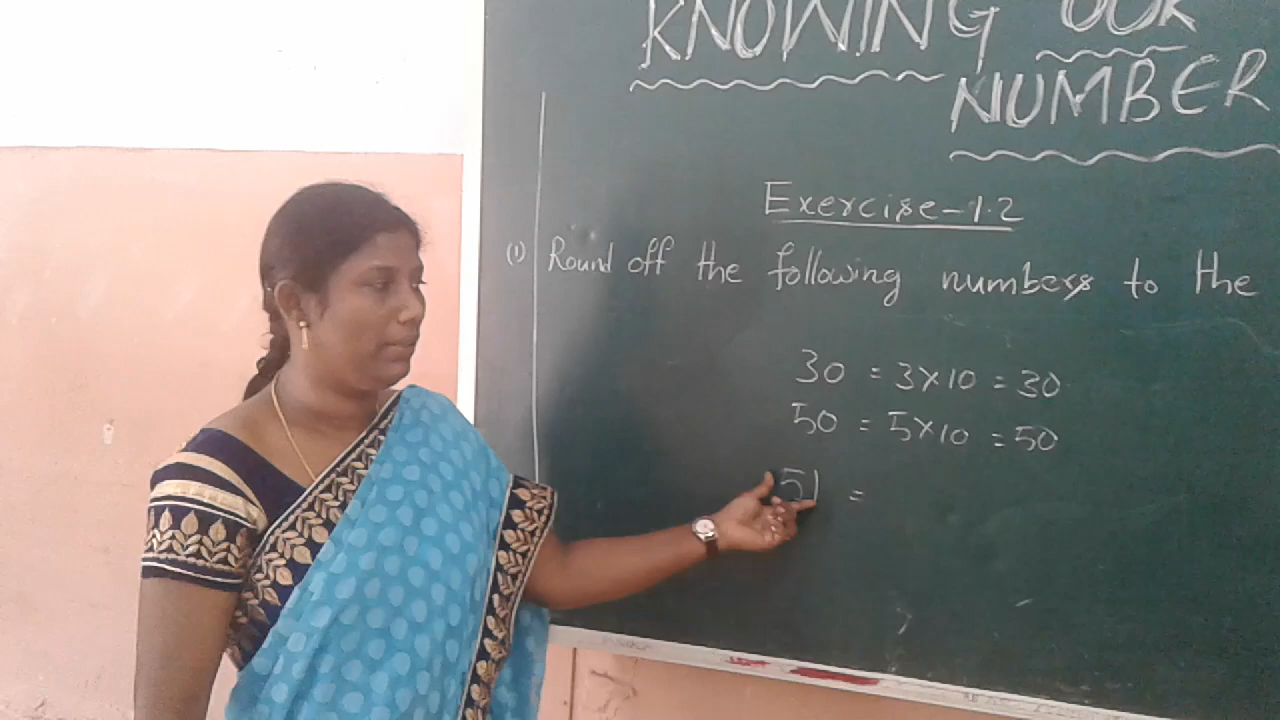 KNOWING OUR
NUMBER
Exercise-1.2
(1) Round off the following numbers to the
30 = 3×10 = 30
50 = 5×10 = 50
51 =